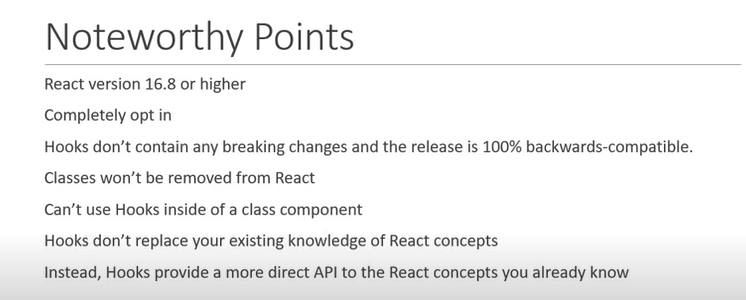 Noteworthy Points
React version 16.8 or higher
Completely opt in
Hooks don’t contain any breaking changes and the release is 100% backwards-compatible.
Classes won’t be removed from React
Can’t use Hooks inside of a class component
Hooks don’t replace your existing knowledge of React concepts
Instead, Hooks provide a more direct API to the React concepts you already know